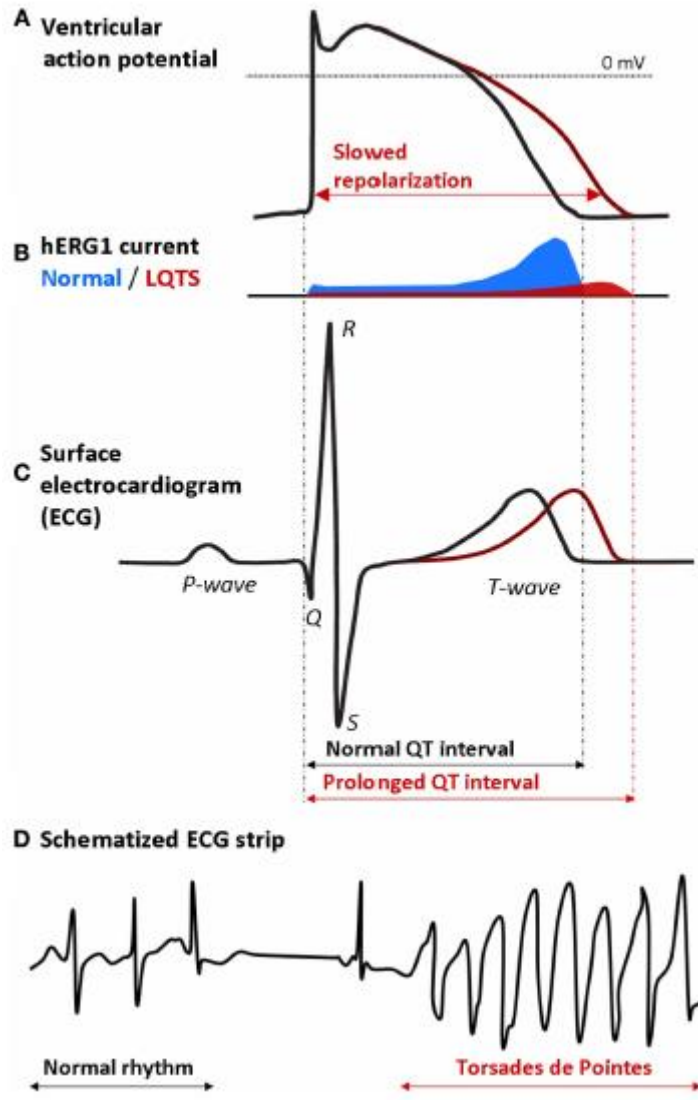 A Ventricular
action potential
0 mV
Slowed
repolarization
B hERG1 current
Normal / LQTS
R
C Surface
electrocardiogram
(ECG)
P-wave
Q
T-wave
S
Normal QT interval
Prolonged QT interval
D Schematized ECG strip
Normal rhythm
Torsades de Pointes